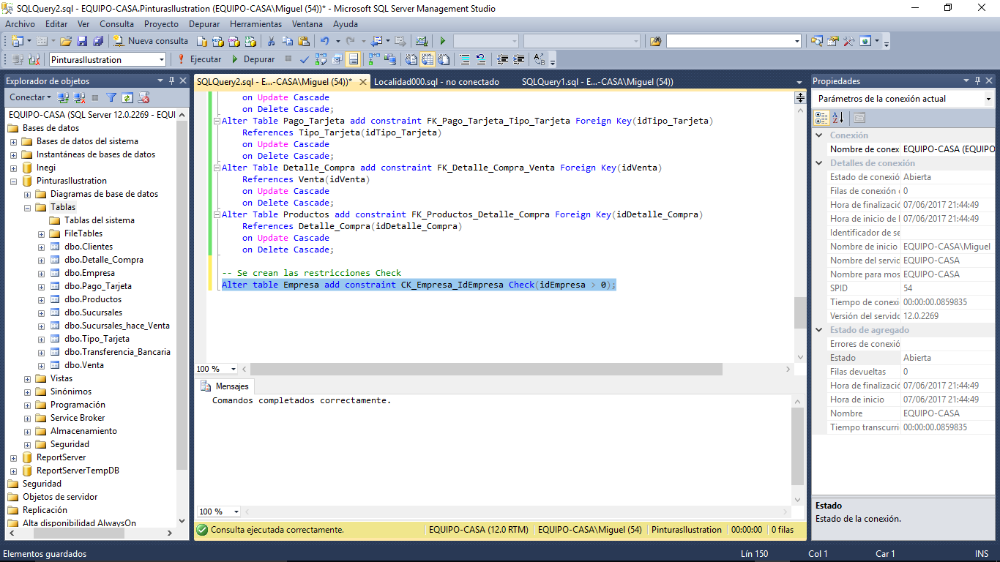 SQLQuery2.sql - EQUIPO-CASA.PinturasIlustration (EQUIPO-CASA\Miguel (54))* - Microsoft SQL Server Management Studio
Archivo Editar Ver Consulta Proyecto Depurar Herramientas Ventana Ayuda
Nueva consulta
PinturasIlustration Ejecutar Depurar
Explorador de objetos
Conectar
EQUIPO-CASA (SQL Server 12.0.2269 - EQUI
Bases de datos
Bases de datos del sistema
Instantáneas de bases de datos
Inegi
PinturasIlustration
Diagramas de base de datos
Tablas
Tablas del sistema
FileTables
dbo.Clientes
dbo.Detalle_Compra
dbo.Empresa
dbo.Pago_Tarjeta
dbo.Productos
dbo.Sucursales
dbo.Sucursales_hace_Venta
dbo.Tipo_Tarjeta
dbo.Transferencia_Bancaria
dbo.Venta
Vistas
Sinónimos
Programación
Service Broker
Almacenamiento
Seguridad
ReportServer
ReportServerTempDB
Seguridad
Objetos de servidor
Replicación
Alta disponibilidad AlwaysOn
SQLQuery2.sql - E...-CASA\Miguel (54))* Localidad000.sql - no conectado SQLQuery1.sql - E...-CASA\Miguel (54))
on Update Cascade
on Delete Cascade;
Alter Table Pago_Tarjeta add constraint FK_Pago_Tarjeta_Tipo_Tarjeta Foreign Key(idTipo_Tarjeta)
References Tipo_Tarjeta(idTipo_Tarjeta)
on Update Cascade
on Delete Cascade;
Alter Table Detalle_Compra add constraint FK_Detalle_Compra_Venta Foreign Key(idVenta)
References Venta(idVenta)
on Update Cascade
on Delete Cascade;
Alter Table Productos add constraint FK_Productos_Detalle_Compra Foreign Key(idDetalle_Compra)
References Detalle_Compra(idDetalle_Compra)
on Update Cascade
on Delete Cascade;
-- Se crean las restricciones Check
Alter table Empresa add constraint CK_Empresa_IdEmpresa Check(idEmpresa > 0);
100 %
Mensajes
Comandos completados correctamente.
100 %
Consulta ejecutada correctamente. EQUIPO-CASA (12.0 RTM) EQUIPO-CASA\Miguel (54) PinturasIlustration 00:00:00 0 filas
Propiedades
Parámetros de la conexión actual
Conexión
Nombre de conex EQUIPO-CASA (EQUIPO
Detalles de conexión
Estado de conexió Abierta
Filas de conexión 0
Hora de finalizació 07/06/2017 21:44:49
Hora de inicio de 07/06/2017 21:44:49
Identificador de se
Nombre de inicio EQUIPO-CASA\Miguel
Nombre del servid EQUIPO-CASA
Nombre para mos EQUIPO-CASA
SPID 54
Tiempo de conexi 00:00:00.0859835
Versión del servido 12.0.2269
Estado de agregado
Errores de conexió
Estado Abierta
Filas devueltas 0
Hora de finalizació 07/06/2017 21:44:49
Hora de inicio 07/06/2017 21:44:49
Nombre EQUIPO-CASA
Tiempo transcurri 00:00:00.0859835
Estado
Estado de la conexión.
Elementos guardados Lín 150 Col 1 Car 1 INS